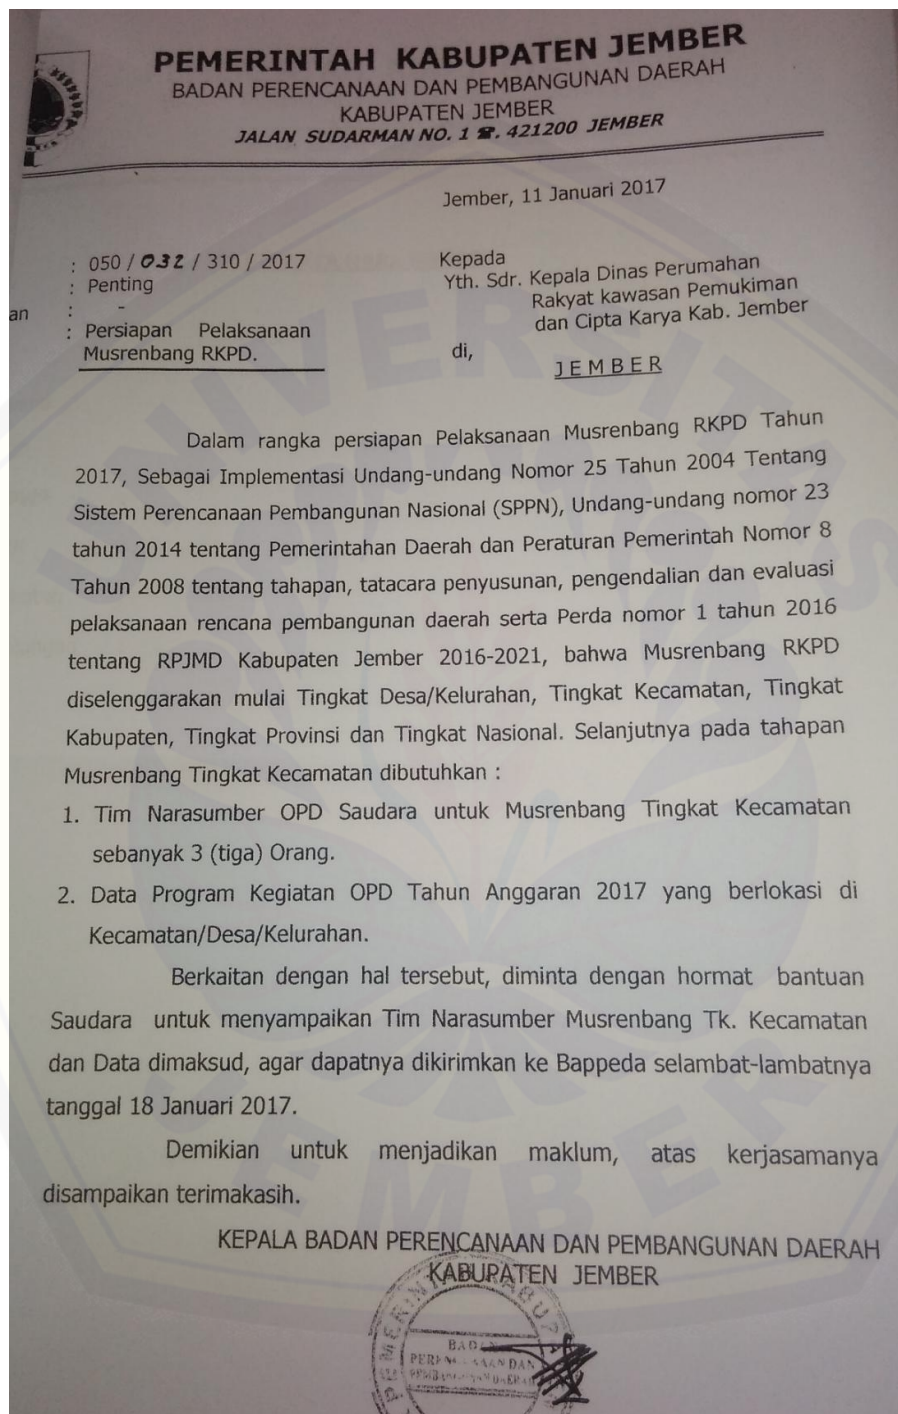 PEMERINTAH KABUPATEN JEMBER
BADAN PERENCANAAN DAN PEMBANGUNAN DAERAH
KABUPATEN JEMBER
JALAN SUDARMAN NO. 1 ☎. 421200 JEMBER
Jember, 11 Januari 2017
: 050 / 032 / 310 / 2017
: Penting
an : -
: Persiapan Pelaksanaan
Musrenbang RKPD.
Kepada
Yth. Sdr. Kepala Dinas Perumahan
Rakyat kawasan Pemukiman
dan Cipta Karya Kab. Jember
di,
JEMBER
Dalam rangka persiapan Pelaksanaan Musrenbang RKPD Tahun
2017, Sebagai Implementasi Undang-undang Nomor 25 Tahun 2004 Tentang
Sistem Perencanaan Pembangunan Nasional (SPPN), Undang-undang nomor 23
tahun 2014 tentang Pemerintahan Daerah dan Peraturan Pemerintah Nomor 8
Tahun 2008 tentang tahapan, tatacara penyusunan, pengendalian dan evaluasi
pelaksanaan rencana pembangunan daerah serta Perda nomor 1 tahun 2016
tentang RPJMD Kabupaten Jember 2016-2021, bahwa Musrenbang RKPD
diselenggarakan mulai Tingkat Desa/Kelurahan, Tingkat Kecamatan, Tingkat
Kabupaten, Tingkat Provinsi dan Tingkat Nasional. Selanjutnya pada tahapan
Musrenbang Tingkat Kecamatan dibutuhkan :
1. Tim Narasumber OPD Saudara untuk Musrenbang Tingkat Kecamatan
sebanyak 3 (tiga) Orang.
2. Data Program Kegiatan OPD Tahun Anggaran 2017 yang berlokasi di
Kecamatan/Desa/Kelurahan.
Berkaitan dengan hal tersebut, diminta dengan hormat bantuan
Saudara untuk menyampaikan Tim Narasumber Musrenbang Tk. Kecamatan
dan Data dimaksud, agar dapatnya dikirimkan ke Bappeda selambat-lambatnya
tanggal 18 Januari 2017.
Demikian untuk menjadikan maklum, atas kerjasamanya
disampaikan terimakasih.
KEPALA BADAN PERENCANAAN DAN PEMBANGUNAN DAERAH
KABUPATEN JEMBER
UNIVERSITAS
JEMBER